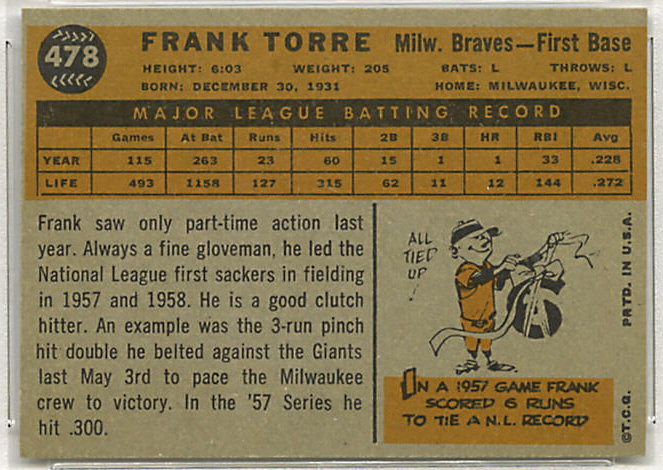 478
FRANK TORRE Milw. Braves—First Base
HEIGHT: 6:03 WEIGHT: 205 BATS: L THROWS: L
BORN: DECEMBER 30, 1931 HOME: MILWAUKEE, WISC.
MAJOR LEAGUE BATTING RECORD
Games At Bat Runs Hits 2B 3B HR RBI Avg
YEAR 115 263 23 60 15 1 1 33 .228
LIFE 493 1158 127 315 62 11 12 144 .272
Frank saw only part-time action last
year. Always a fine gloveman, he led the
National League first sackers in fielding
in 1957 and 1958. He is a good clutch
hitter. An example was the 3-run pinch
hit double he belted against the Giants
last May 3rd to pace the Milwaukee
crew to victory. In the '57 Series he
hit .300.
ALL
TIED
UP!
6
IN A 1957 GAME FRANK
SCORED 6 RUNS
TO TIE A N.L. RECORD
©T.C.G. PRTD. IN U.S.A.